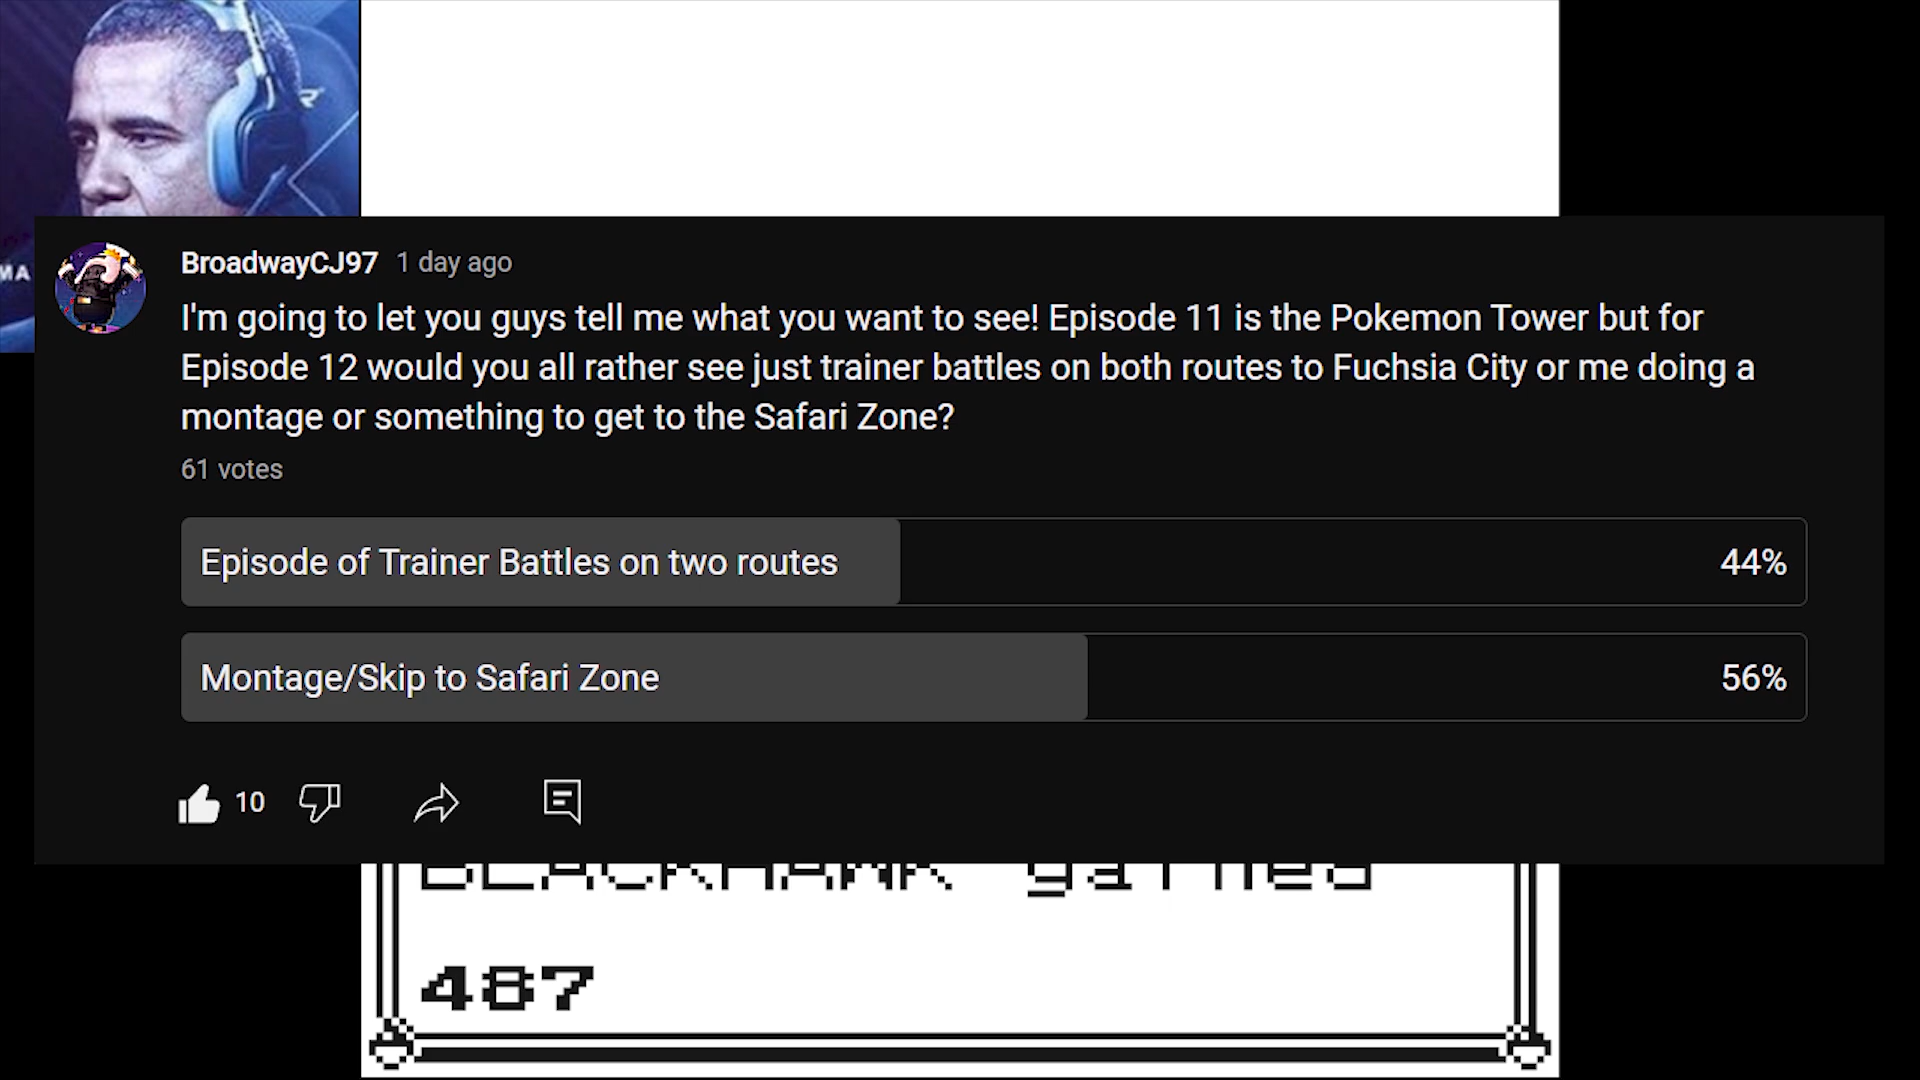 MA
BroadwayCJ97 1 day ago
I'm going to let you guys tell me what you want to see! Episode 11 is the Pokemon Tower but for
Episode 12 would you all rather see just trainer battles on both routes to Fuchsia City or me doing a
montage or something to get to the Safari Zone?
61 votes
Episode of Trainer Battles on two routes 44%
Montage/Skip to Safari Zone 56%
10
BLACKHAWK gained
487